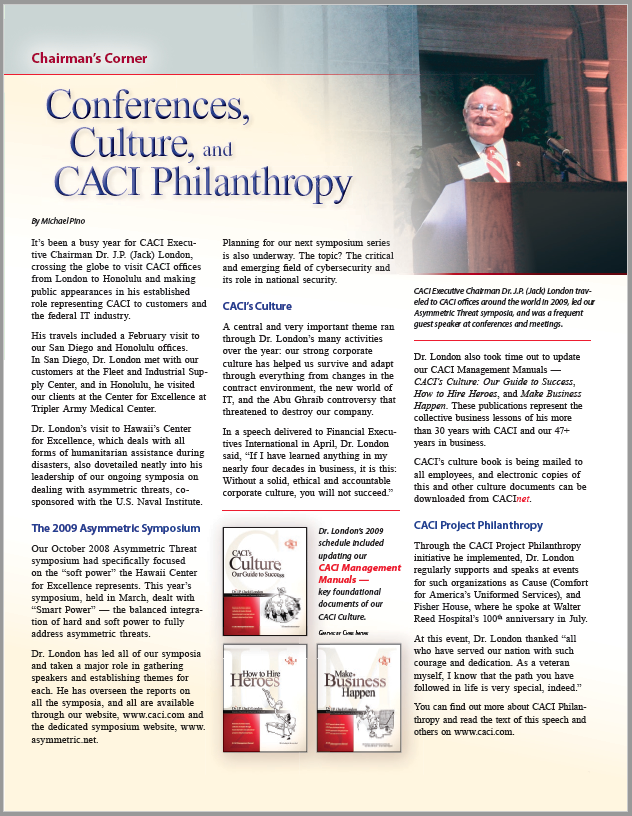 Chairman's Corner
Conferences,
Culture, and
CACI Philanthropy
By Michael Pino
It's been a busy year for CACI Execu-
tive Chairman Dr. J.P. (Jack) London,
crossing the globe to visit CACI offices
from London to Honolulu and making
public appearances in his established
role representing CACI to customers and
the federal IT industry.
His travels included a February visit to
our San Diego and Honolulu offices.
In San Diego, Dr. London met with our
customers at the Fleet and Industrial Sup-
ply Center, and in Honolulu, he visited
our clients at the Center for Excellence at
Tripler Army Medical Center.
Dr. London's visit to Hawaii's Center
for Excellence, which deals with all
forms of humanitarian assistance during
disasters, also dovetailed neatly into his
leadership of our ongoing symposia on
dealing with asymmetric threats, co-
sponsored with the U.S. Naval Institute.
The 2009 Asymmetric Symposium
Our October 2008 Asymmetric Threat
symposium had specifically focused
on the "soft power" the Hawaii Center
for Excellence represents. This year's
symposium, held in March, dealt with
"Smart Power" — the balanced integra-
tion of hard and soft power to fully
address asymmetric threats.
Dr. London has led all of our symposia
and taken a major role in gathering
speakers and establishing themes for
each. He has overseen the reports on
all the symposia, and all are available
through our website, www.caci.com and
the dedicated symposium website, www.
asymmetric.net.
Planning for our next symposium series
is also underway. The topic? The critical
and emerging field of cybersecurity and
its role in national security.
CACI's Culture
A central and very important theme ran
through Dr. London's many activities
over the year: our strong corporate
culture has helped us survive and adapt
through everything from changes in the
contract environment, the new world of
IT, and the Abu Ghraib controversy that
threatened to destroy our company.
In a speech delivered to Financial Execu-
tives International in April, Dr. London
said, "If I have learned anything in my
nearly four decades in business, it is this:
Without a solid, ethical and accountable
corporate culture, you will not succeed."
CACI's
Culture
Our Guide to Success
Dr. London's 2009
schedule included
updating our
CACI Management
Manuals —
key foundational
documents of our
CACI Culture.
How to Hire
Heroes
Make
Business
Happen
CACI Executive Chairman Dr. J.P. (Jack) London trav-
eled to CACI offices around the world in 2009, led our
Asymmetric Threat symposia, and was a frequent
guest speaker at conferences and meetings.
Dr. London also took time out to update
our CACI Management Manuals —
CACI's Culture: Our Guide to Success,
How to Hire Heroes, and Make Business
Happen. These publications represent the
collective business lessons of his more
than 30 years with CACI and our 47+
years in business.
CACI's culture book is being mailed to
all employees, and electronic copies of
this and other culture documents can be
downloaded from CACInet.
CACI Project Philanthropy
Through the CACI Project Philanthropy
initiative he implemented, Dr. London
regularly supports and speaks at events
for such organizations as Cause (Comfort
for America's Uniformed Services), and
Fisher House, where he spoke at Walter
Reed Hospital's 100th anniversary in July.
At this event, Dr. London thanked "all
who have served our nation with such
courage and dedication. As a veteran
myself, I know that the path you have
followed in life is very special, indeed."
You can find out more about CACI Philan-
thropy and read the text of this speech and
others on www.caci.com.